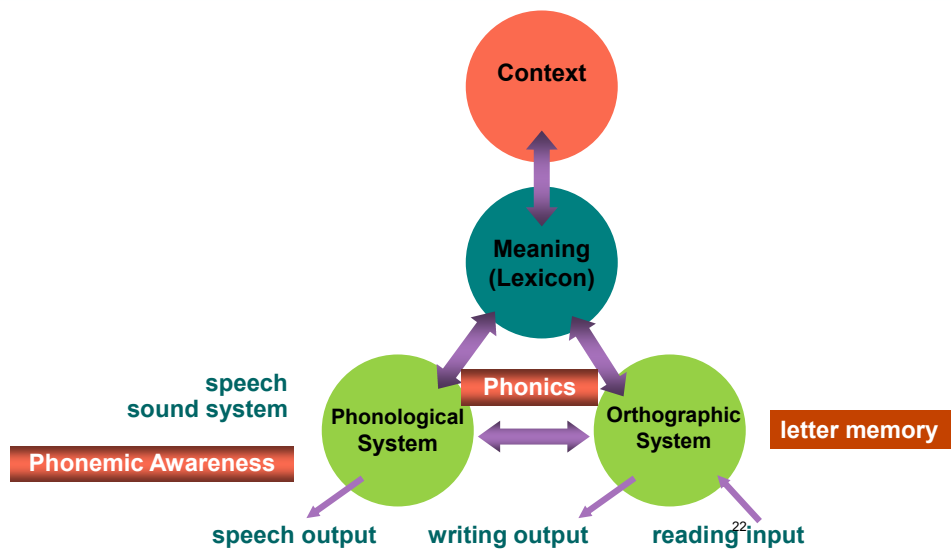 Context
Meaning
(Lexicon)
speech
sound system
Phonics
Phonological
System
Orthographic
System
letter memory
Phonemic Awareness
speech output
writing output
reading input
22